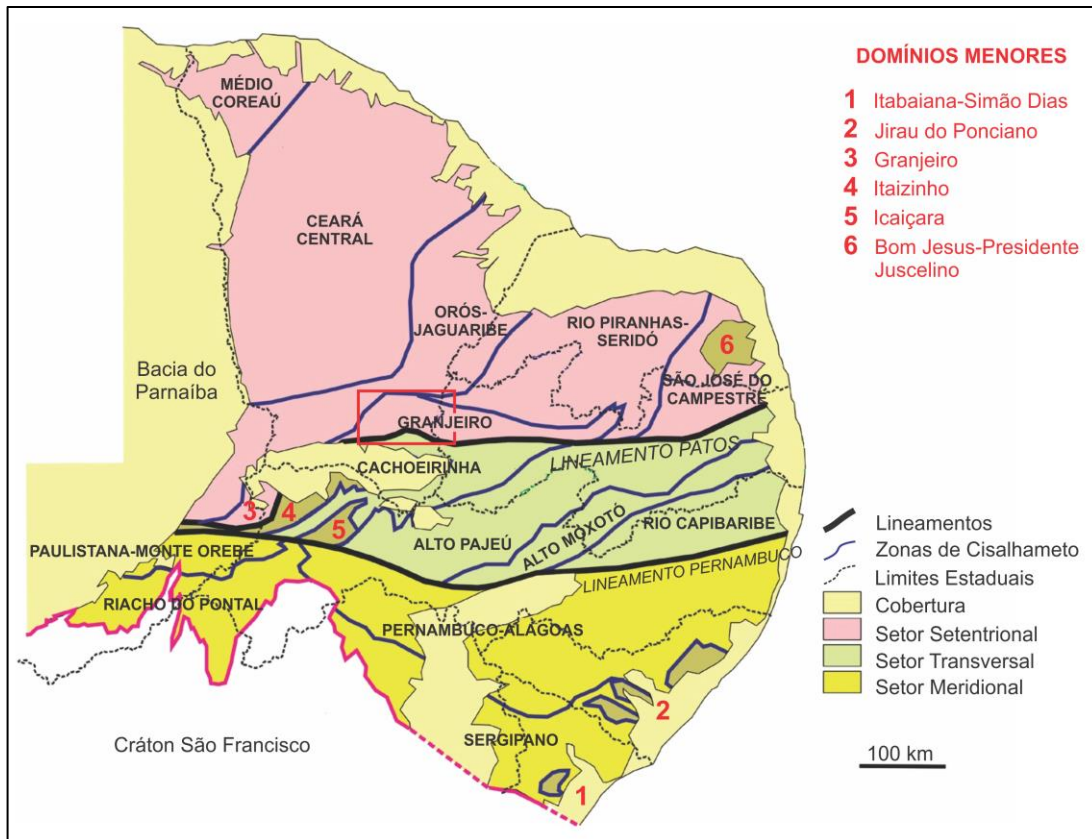 MÉDIO
COREAÚ
CEARÁ
CENTRAL
ORÓS-
JAGUARIBE
RIO PIRANHAS-
SERIDÓ
6
SÃO JOSÉ DO
CAMPESTRE
Bacia do
Parnaíba
GRANJEIRO
LINEAMENTO PATOS
CACHOEIRINHA
3
4
5
ALTO PAJEÚ
ALTO MOXOTÓ
RIO CAPIBARIBE
LINEAMENTO PERNAMBUCO
PAULISTANA-MONTE OREBE
RIACHO DO PONTAL
PERNAMBUCO-ALAGOAS
2
SERGIPANO
1
Cráton São Francisco
DOMÍNIOS MENORES
1 Itabaiana-Simão Dias
2 Jirau do Ponciano
3 Granjeiro
4 Itaizinho
5 Icaiçara
6 Bom Jesus-Presidente
Juscelino
Lineamentos
Zonas de Cisalhameto
Limites Estaduais
Cobertura
Setor Setentrional
Setor Transversal
Setor Meridional
100 km